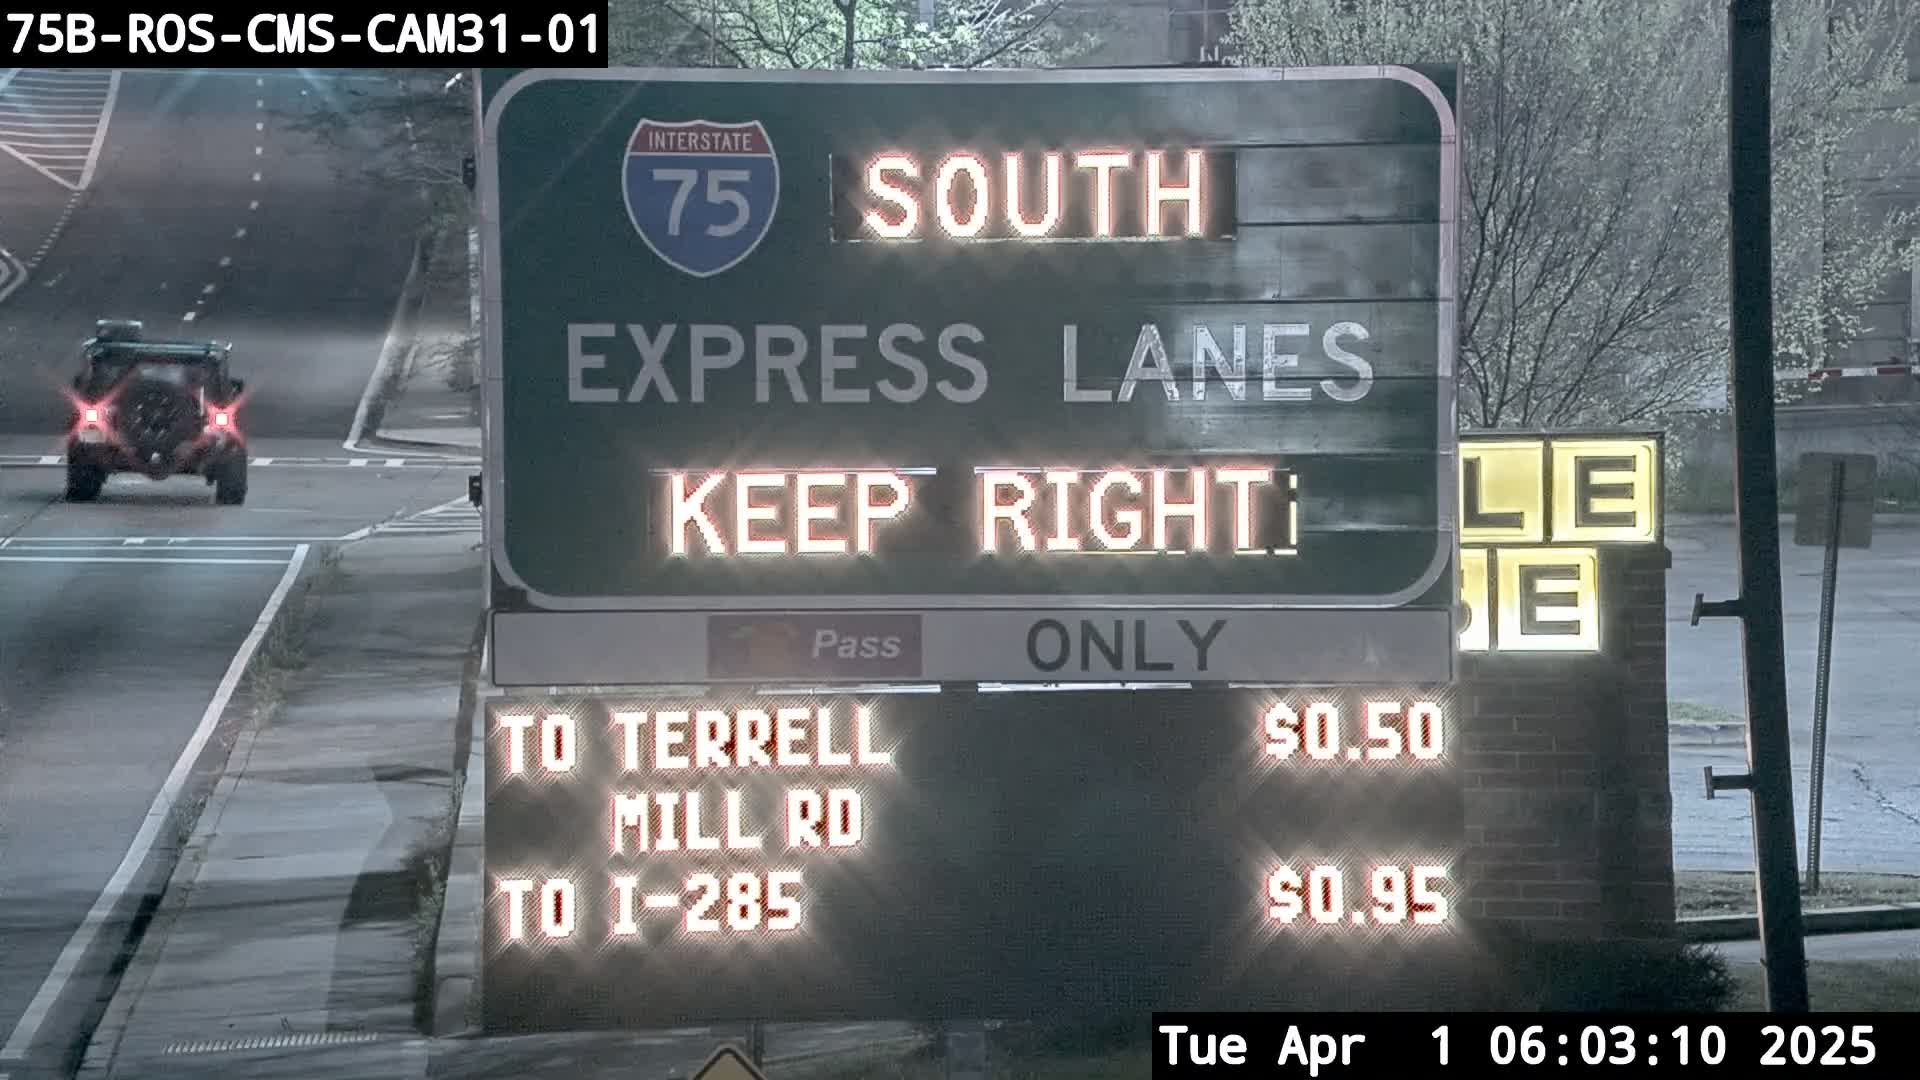 75B-ROS-CMS-CAM31-01
INTERSTATE
75
SOUTH
EXPRESS LANES
KEEP RIGHT
Pass ONLY
LE
E
TO TERRELL $0.50
MILL RD
TO I-285 $0.95
Tue Apr 1 06:03:10 2025